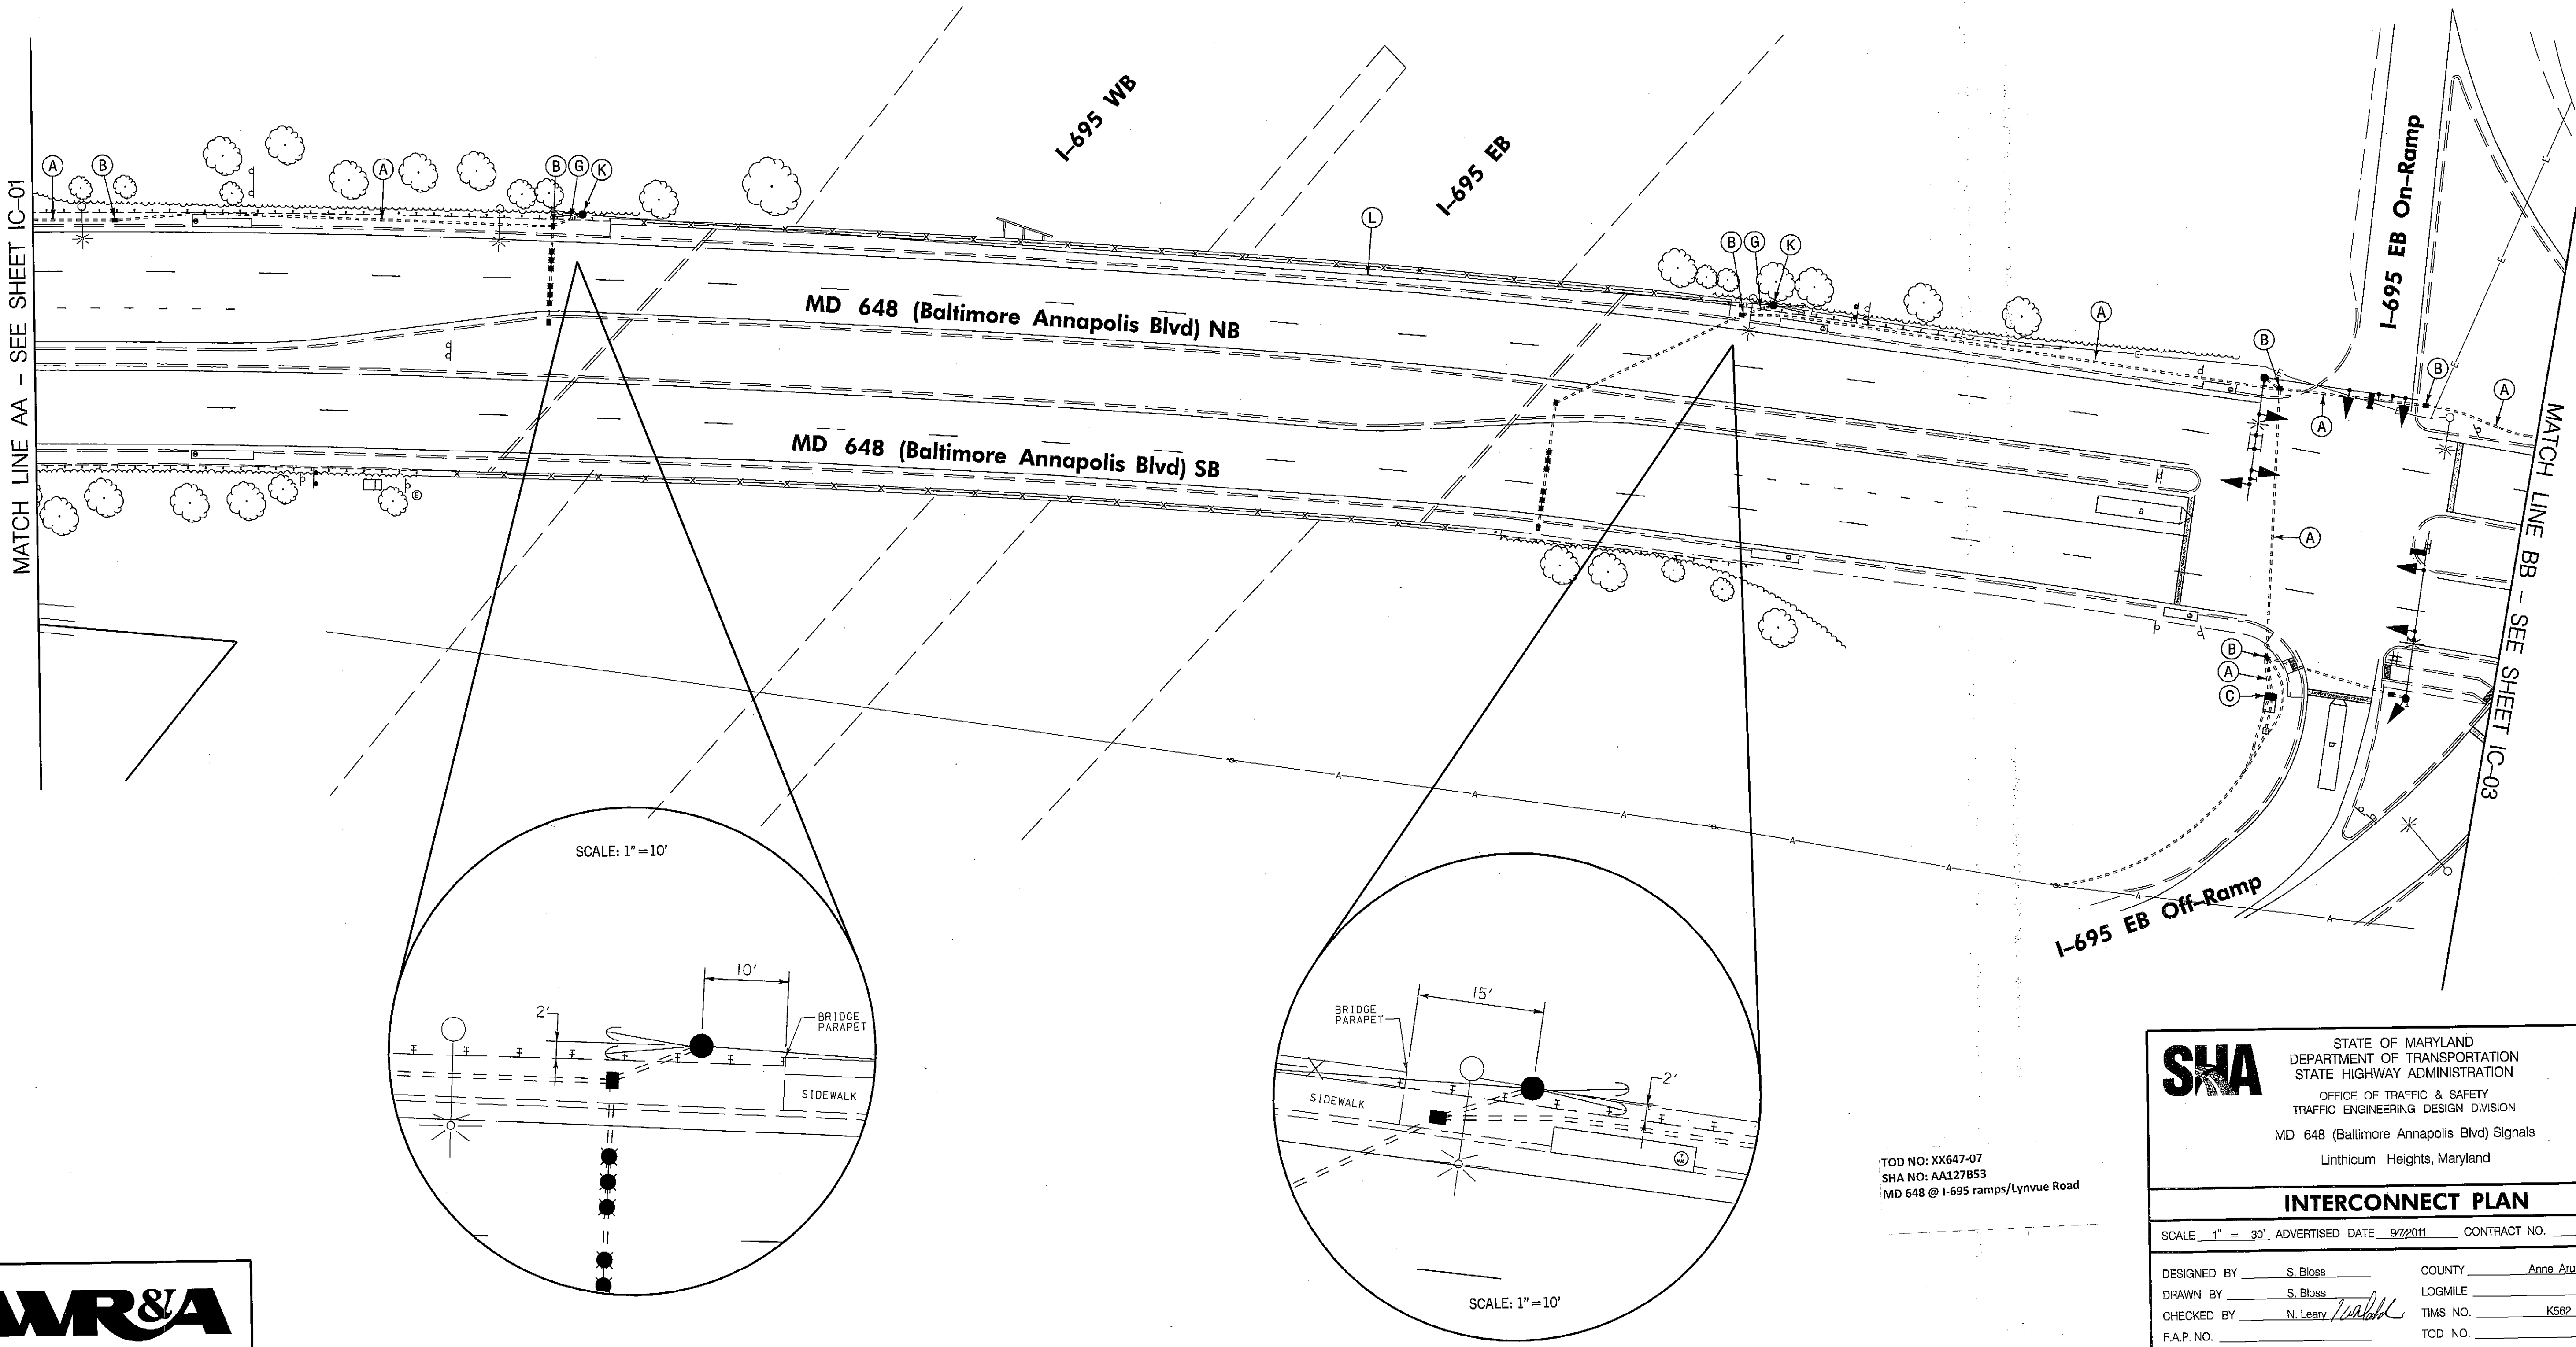 MATCH LINE AA - SEE SHEET IC-01
A
B
A
B G K
I-695 WB
I-695 EB
L
B G K
A
B
I-695 EB On-Ramp
B
A
A
E
E
E
E
MD 648 (Baltimore Annapolis Blvd) NB
MD 648 (Baltimore Annapolis Blvd) SB
E
a
A
B
A
C
b
MATCH LINE BB - SEE SHEET IC-03
A
A
A
A
A
A
A
I-695 EB Off-Ramp
SCALE: 1"=10'
10'
2'
BRIDGE
PARAPET
SIDEWALK
15'
BRIDGE
PARAPET
2'
SIDEWALK
SCALE: 1"=10'
TOD NO: XX647-07
SHA NO: AA127B53
MD 648 @ I-695 ramps/Lynvue Road
WR&A
SHA
STATE OF MARYLAND
DEPARTMENT OF TRANSPORTATION
STATE HIGHWAY ADMINISTRATION
OFFICE OF TRAFFIC & SAFETY
TRAFFIC ENGINEERING DESIGN DIVISION
MD 648 (Baltimore Annapolis Blvd) Signals
Linthicum Heights, Maryland
INTERCONNECT PLAN
SCALE 1" = 30' ADVERTISED DATE 9/7/2011 CONTRACT NO.
DESIGNED BY S. Bloss COUNTY Anne Aru
DRAWN BY S. Bloss LOGMILE
CHECKED BY N. Leary TIMS NO. K562
F.A.P. NO. TOD NO.